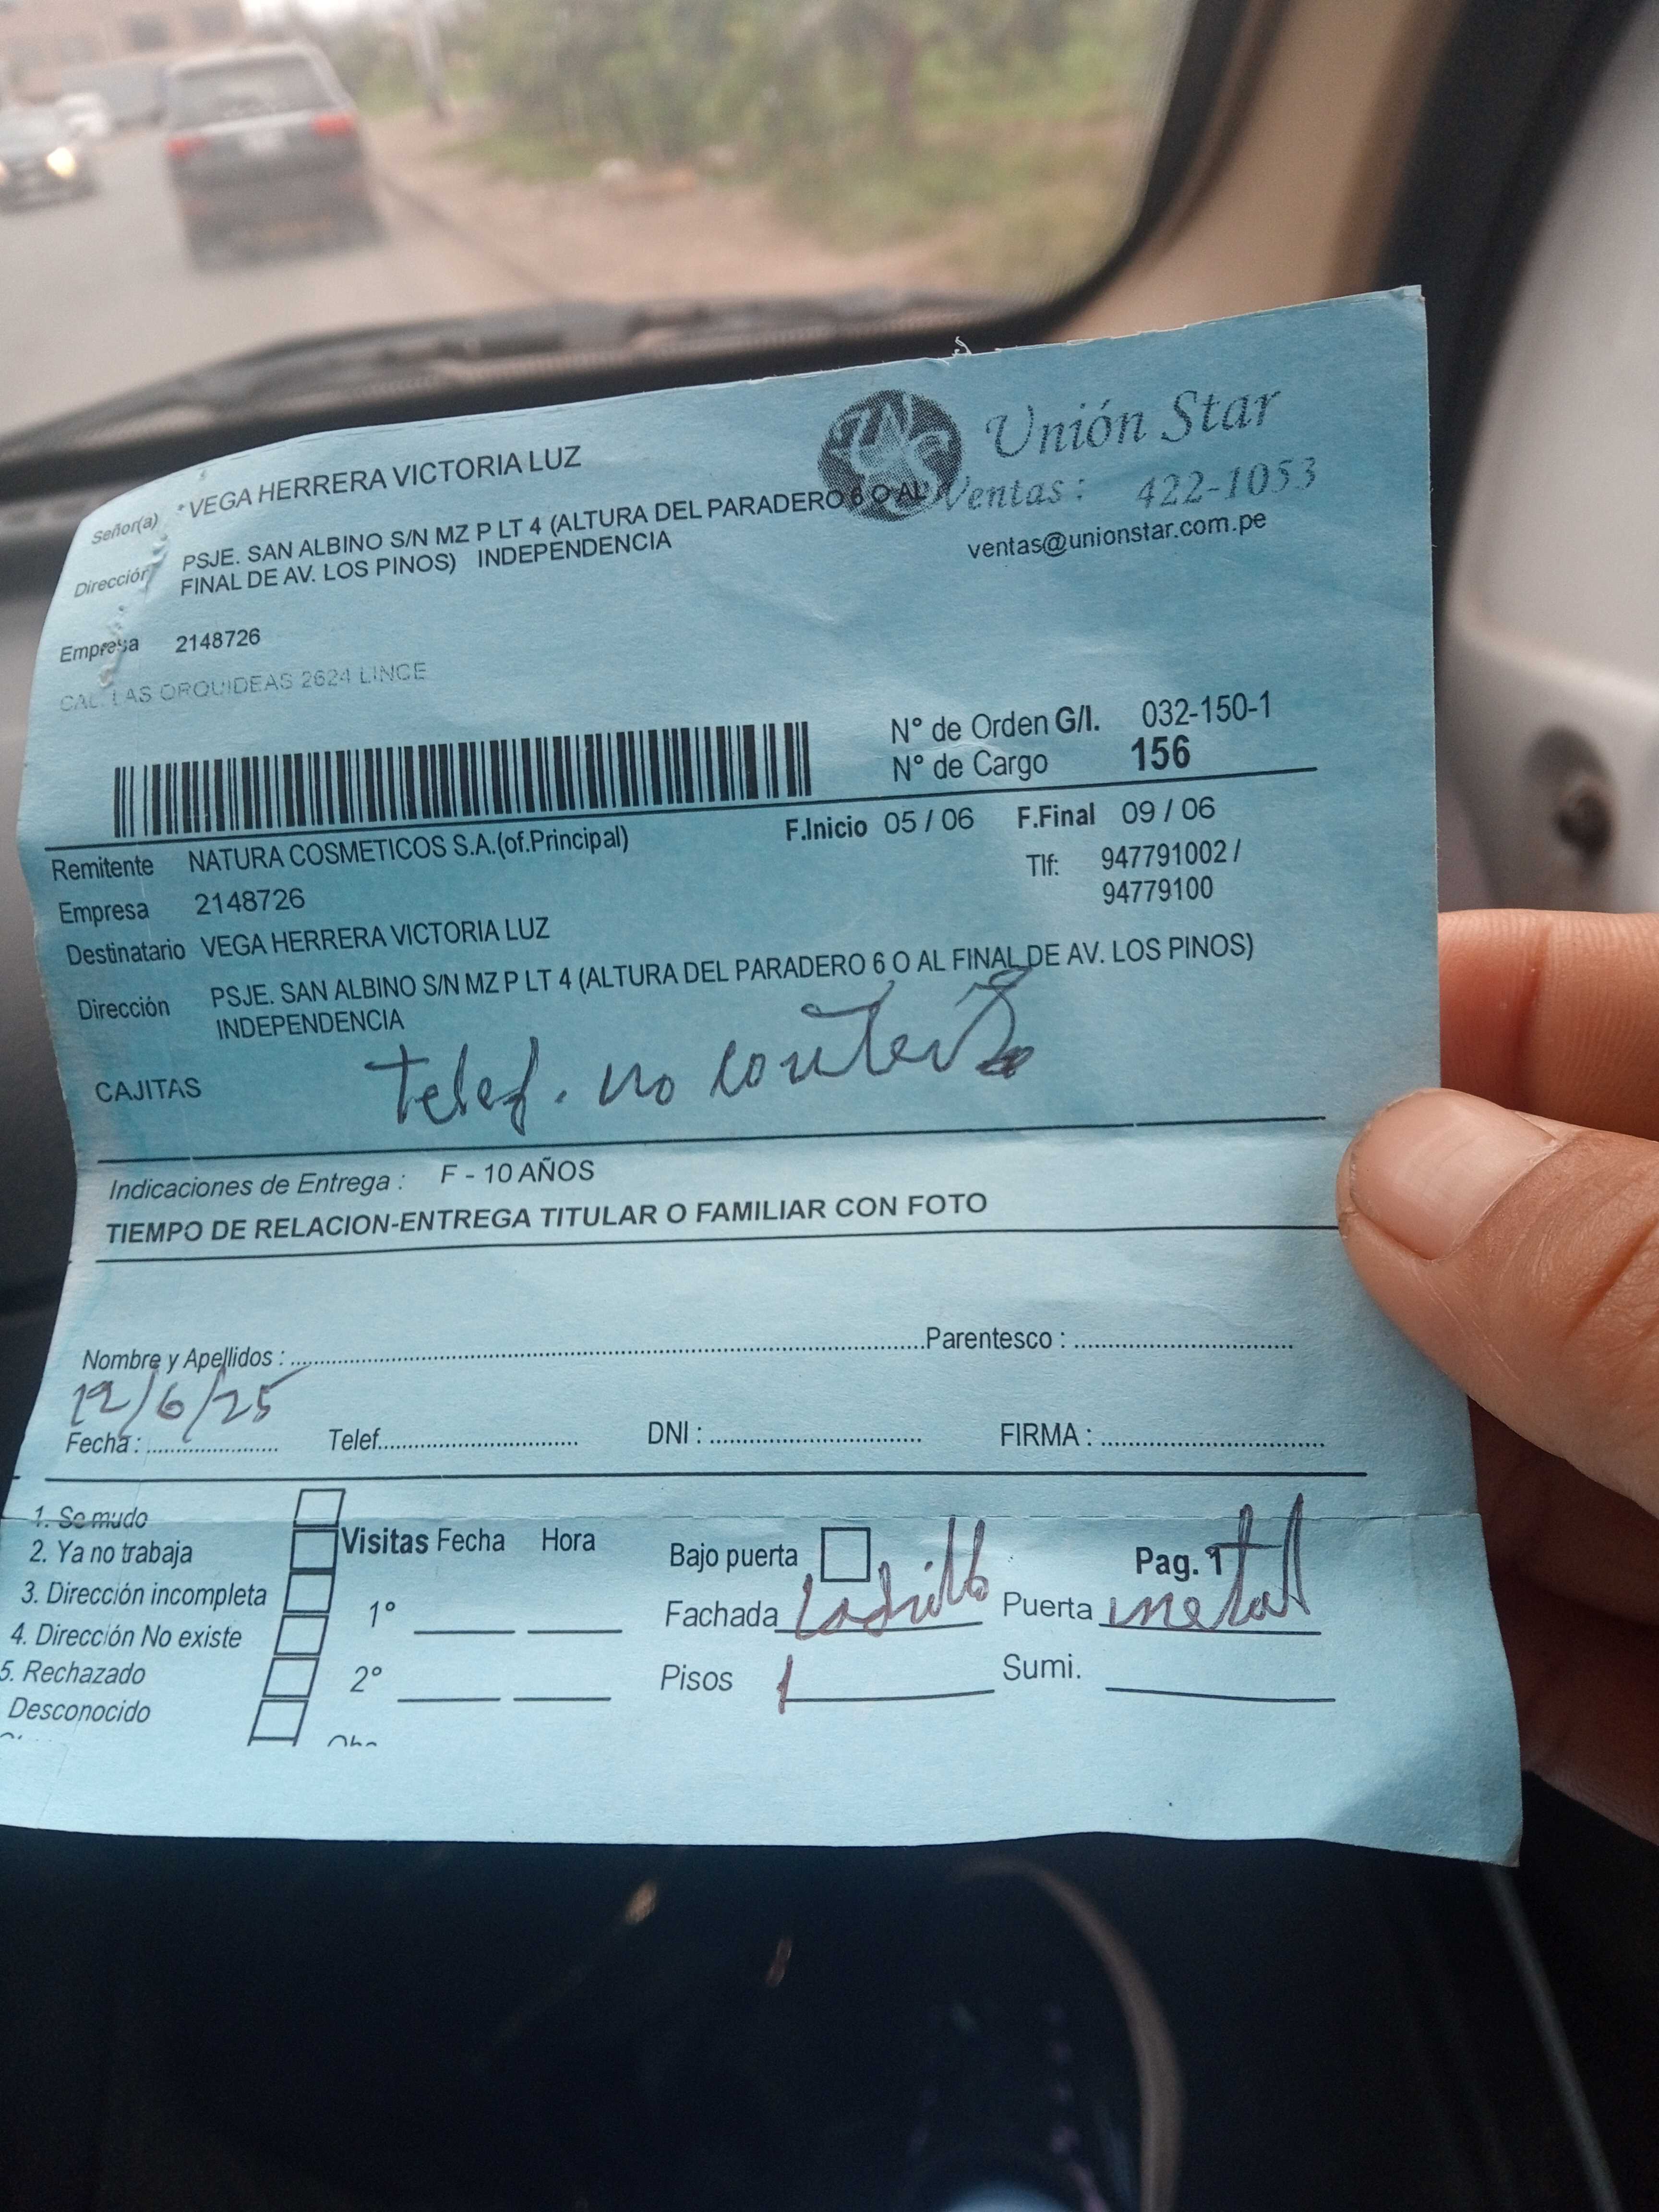 Unión Star
Ventas: 422-1053
ventas@unionstar.com.pe
Señor(a) *VEGA HERRERA VICTORIA LUZ
Dirección PSJE. SAN ALBINO S/N MZ P LT 4 (ALTURA DEL PARADERO 6 O AL
FINAL DE AV. LOS PINOS) INDEPENDENCIA
Empresa 2148726
CAL. LAS ORQUIDEAS 2624 LINCE
N° de Orden G/I. 032-150-1
N° de Cargo 156
F.Inicio 05 / 06 F.Final 09 / 06
Remitente NATURA COSMETICOS S.A.(of.Principal)
Tlf: 947791002 /
94779100
Empresa 2148726
Destinatario VEGA HERRERA VICTORIA LUZ
Dirección PSJE. SAN ALBINO S/N MZ P LT 4 (ALTURA DEL PARADERO 6 O AL FINAL DE AV. LOS PINOS)
INDEPENDENCIA
CAJITAS Telef. no
Indicaciones de Entrega : F - 10 AÑOS
TIEMPO DE RELACION-ENTREGA TITULAR O FAMILIAR CON FOTO
Nombre y Apellidos : Parentesco :
12/6/25
Fecha : Telef. DNI : FIRMA :
1. Se mudo
2. Ya no trabaja
3. Dirección incompleta
4. Dirección No existe
5. Rechazado
Desconocido
Visitas Fecha Hora
1°
2°
Bajo puerta Pag. 1
Fachada Ladrillo Puerta metal
Pisos 1 Sumi.